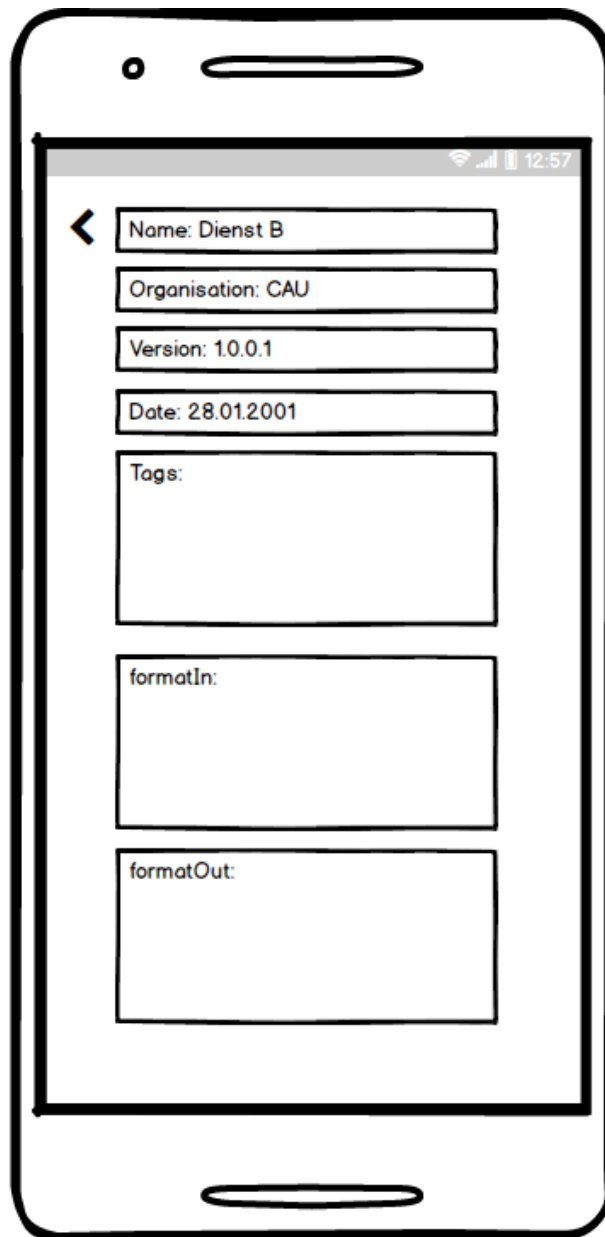 12:57
Name: Dienst B
Organisation: CAU
Version: 1.0.0.1
Date: 28.01.2001
Tags:
formatIn:
formatOut: